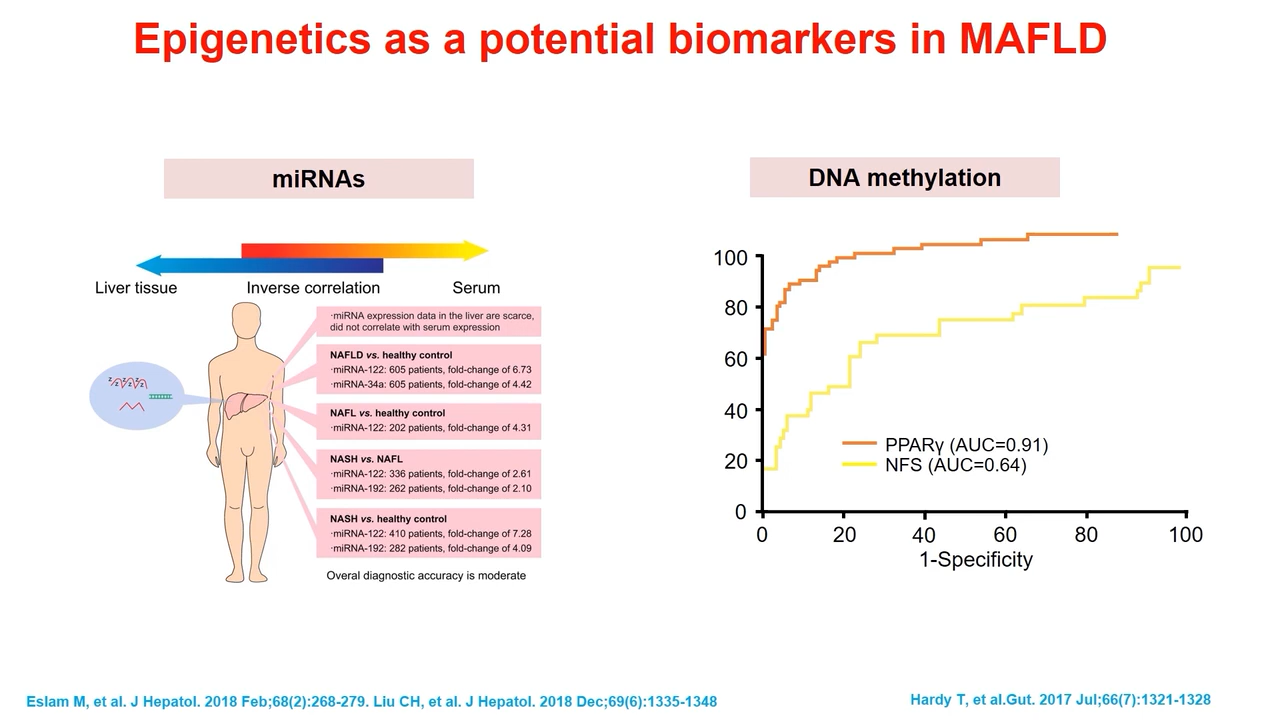 Epigenetics as a potential biomarkers in MAFLD
miRNAs
Liver tissue
Inverse correlation
Serum
·miRNA expression data in the liver are scarce,
did not correlate with serum expression
NAFLD vs. healthy control
·miRNA-122: 605 patients, fold-change of 6.73
·miRNA-34a: 605 patients, fold-change of 4.42
NAFL vs. healthy control
·miRNA-122: 202 patients, fold-change of 4.31
NASH vs. NAFL
·miRNA-122: 336 patients, fold-change of 2.61
·miRNA-192: 262 patients, fold-change of 2.10
NASH vs. healthy control
·miRNA-122: 410 patients, fold-change of 7.28
·miRNA-192: 282 patients, fold-change of 4.09
Overal diagnostic accuracy is moderate
DNA methylation
100
80
60
40
20
0
PPARγ (AUC=0.91)
NFS (AUC=0.64)
0 20 40 60 80 100
1-Specificity
Eslam M, et al. J Hepatol. 2018 Feb;68(2):268-279. Liu CH, et al. J Hepatol. 2018 Dec;69(6):1335-1348
Hardy T, et al.Gut. 2017 Jul;66(7):1321-1328